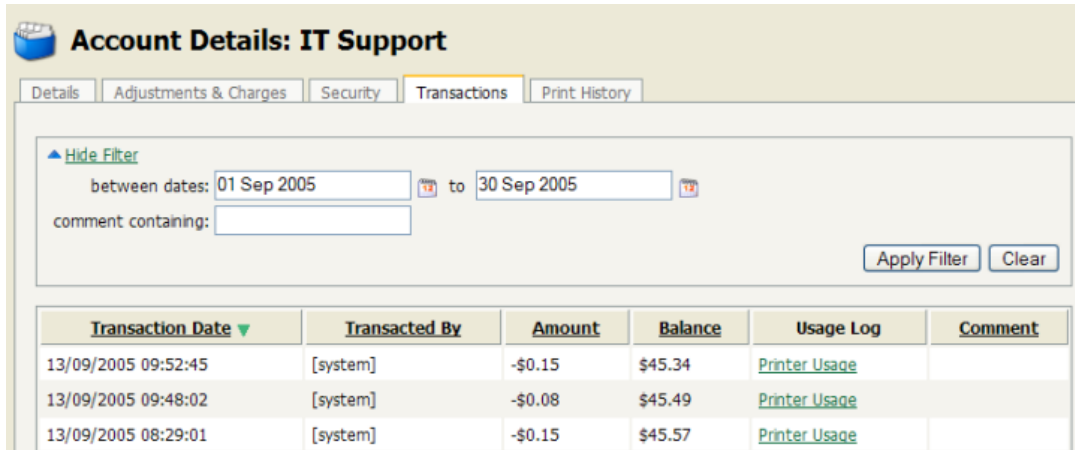 Account Details: IT Support
Details Adjustments & Charges Security Transactions Print History
Hide Filter
between dates: 01 Sep 2005 to 30 Sep 2005
comment containing:
Apply Filter Clear
Transaction Date Transacted By Amount Balance Usage Log Comment
13/09/2005 09:52:45 [system] -$0.15 $45.34 Printer Usage
13/09/2005 09:48:02 [system] -$0.08 $45.49 Printer Usage
13/09/2005 08:29:01 [system] -$0.15 $45.57 Printer Usage